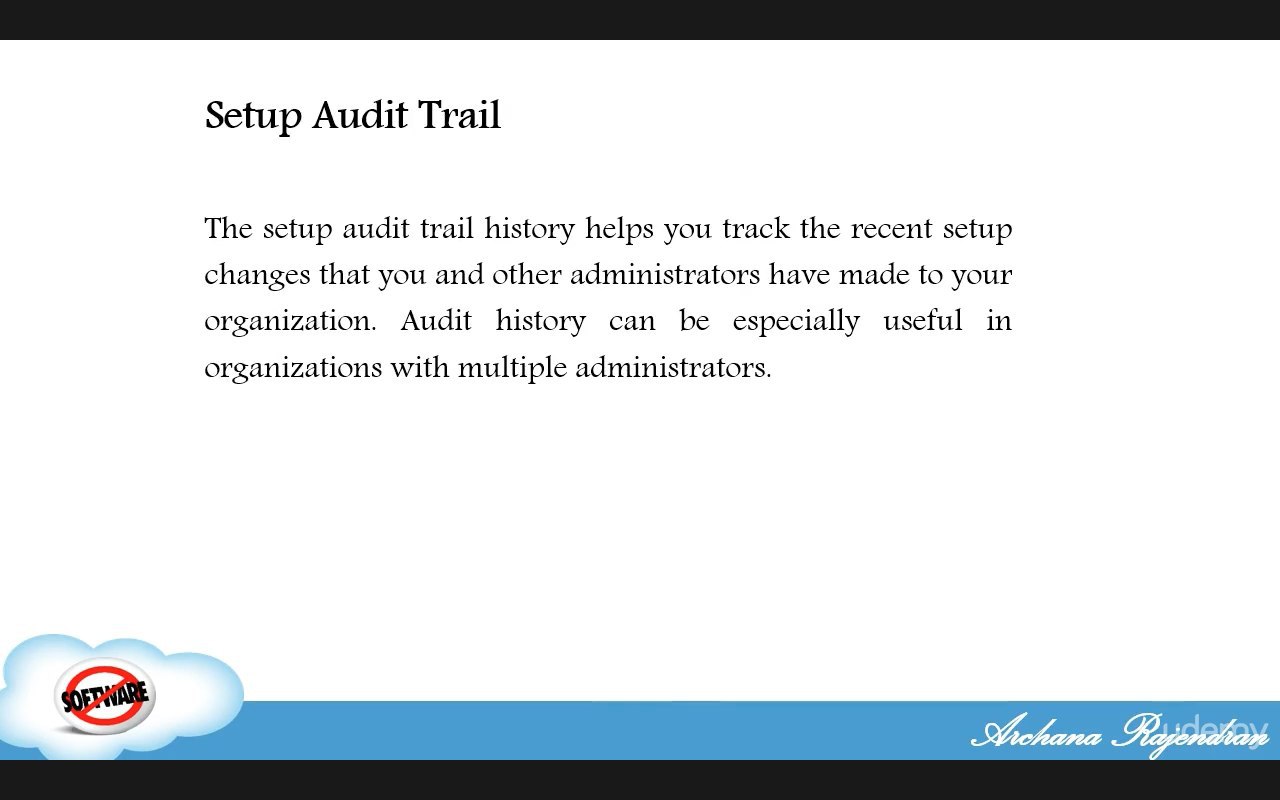 Setup Audit Trail
The setup audit trail history helps you track the recent setup
changes that you and other administrators have made to your
organization. Audit history can be especially useful in
organizations with multiple administrators.
SOFTWARE
Archana Rajendran
udemy